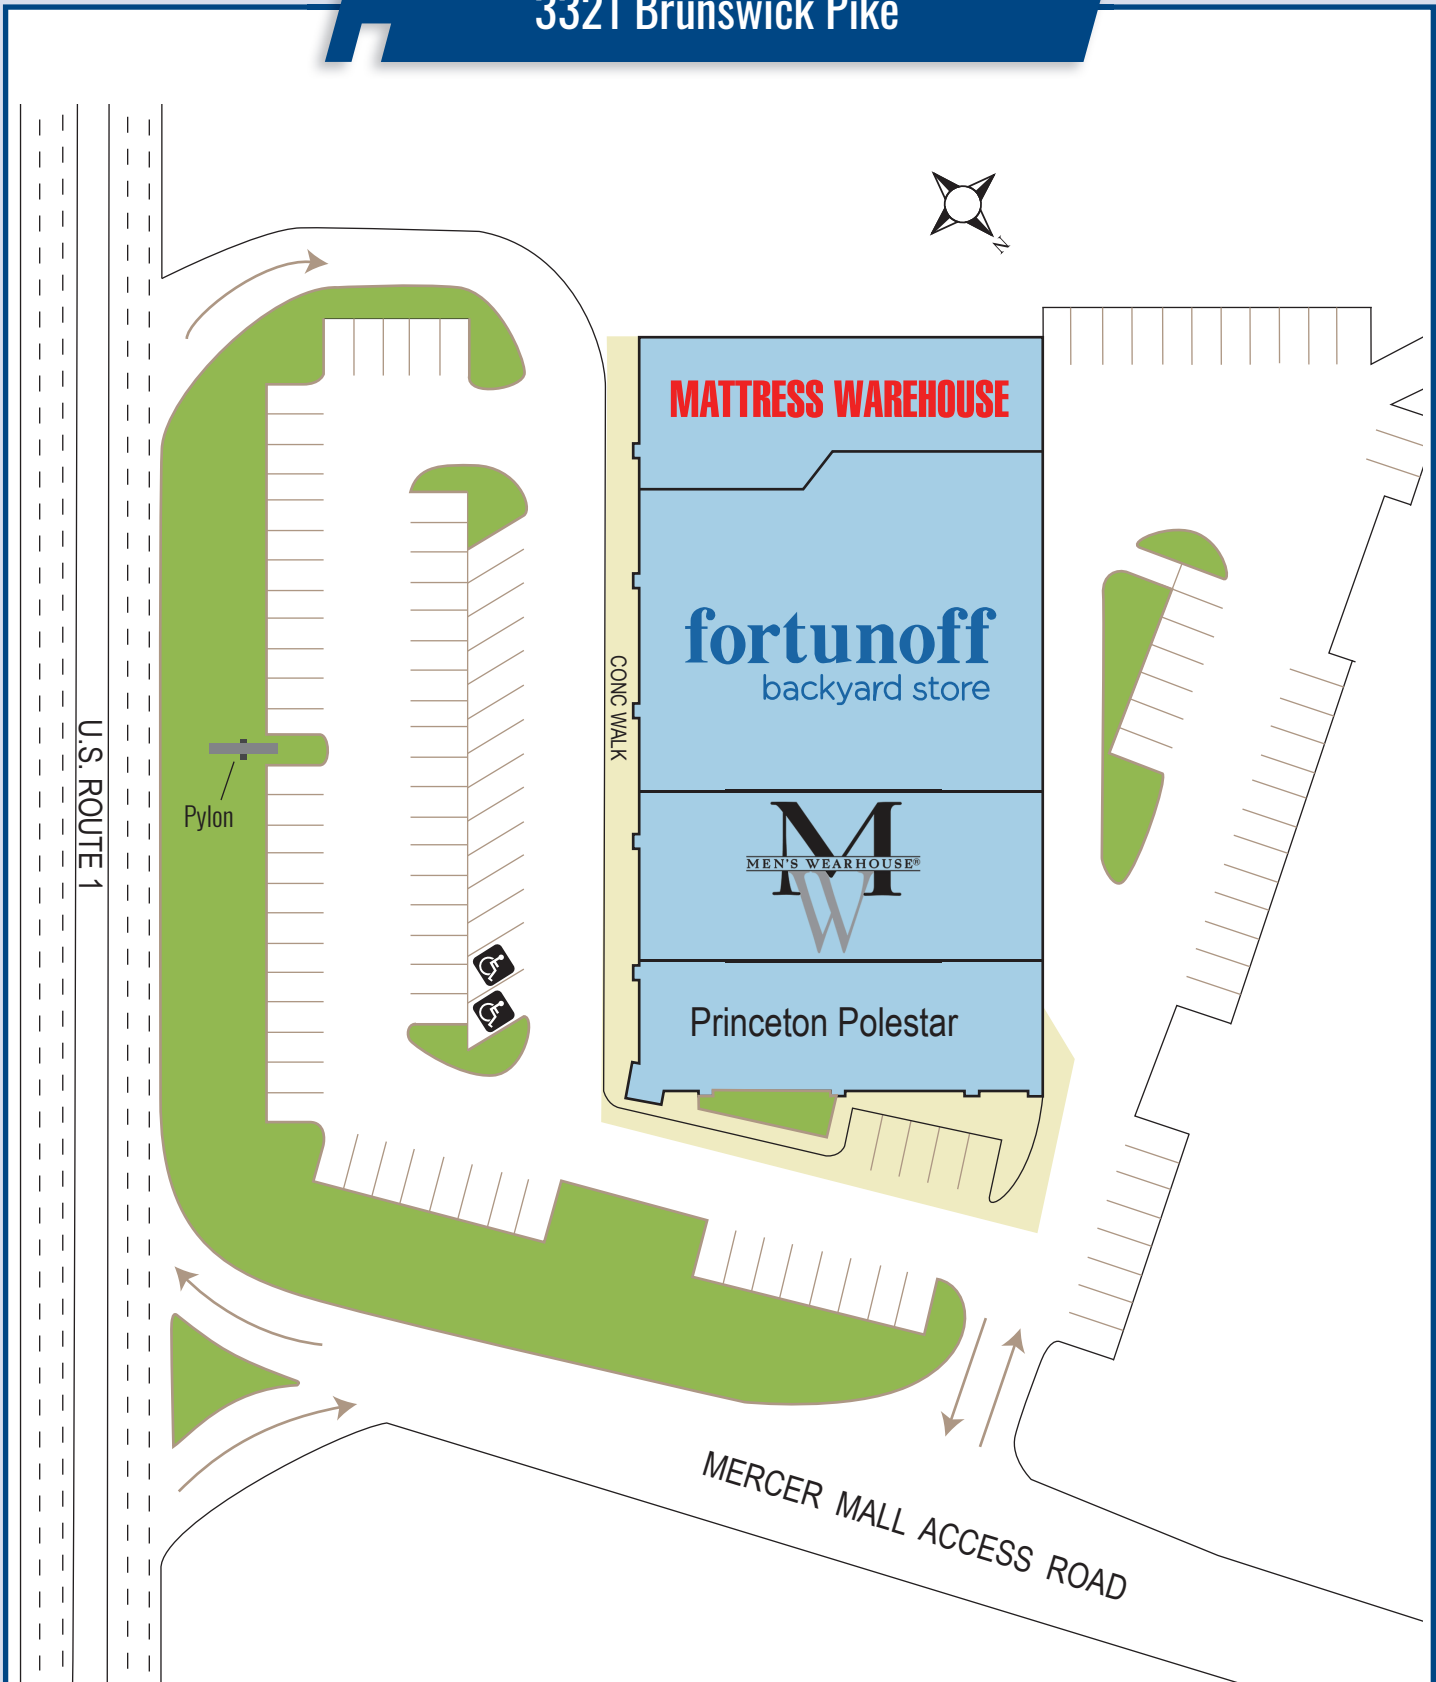 3321 Brunswick Pike
N
MATTRESS WAREHOUSE
fortunoff
backyard store
CONC WALK
U.S. ROUTE 1
Pylon
M
MEN'S WEARHOUSE®
W
Princeton Polestar
MERCER MALL ACCESS ROAD